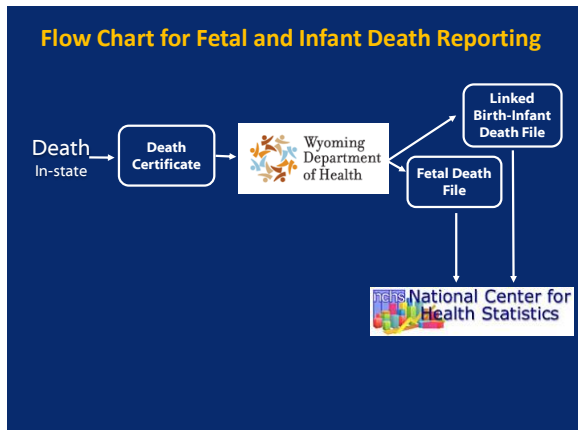 Flow Chart for Fetal and Infant Death Reporting
Death
In-state
Death
Certificate
Wyoming
Department
of Health
Linked
Birth-Infant
Death File
Fetal Death
File
nchs National Center for
Health Statistics